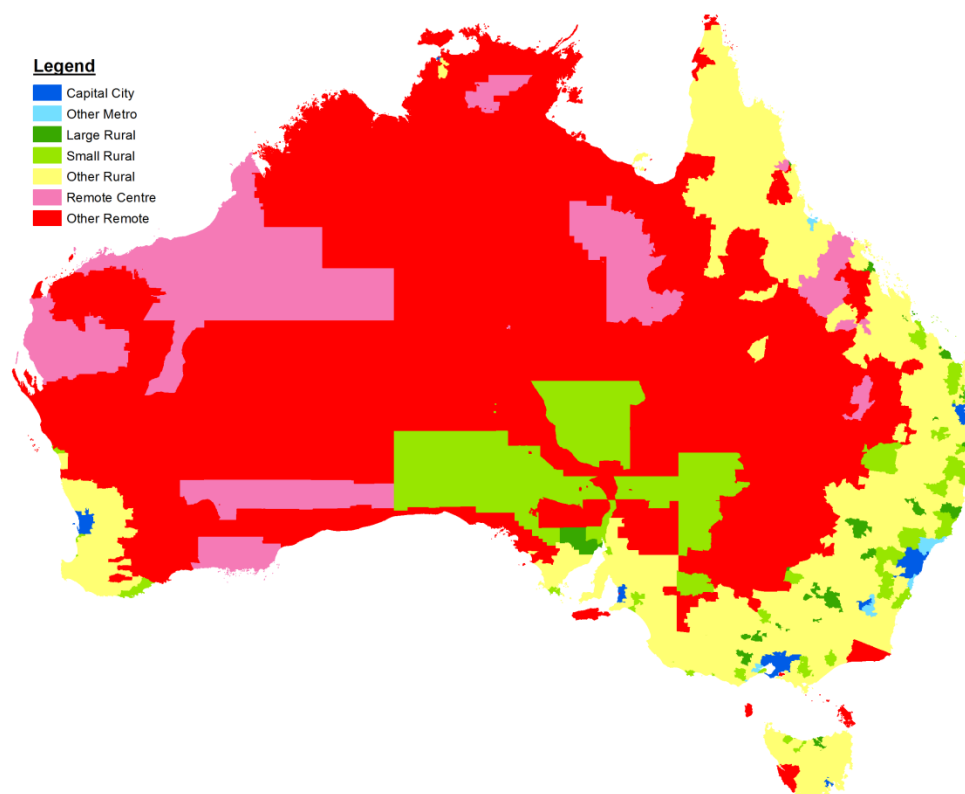 Legend
Capital City
Other Metro
Large Rural
Small Rural
Other Rural
Remote Centre
Other Remote